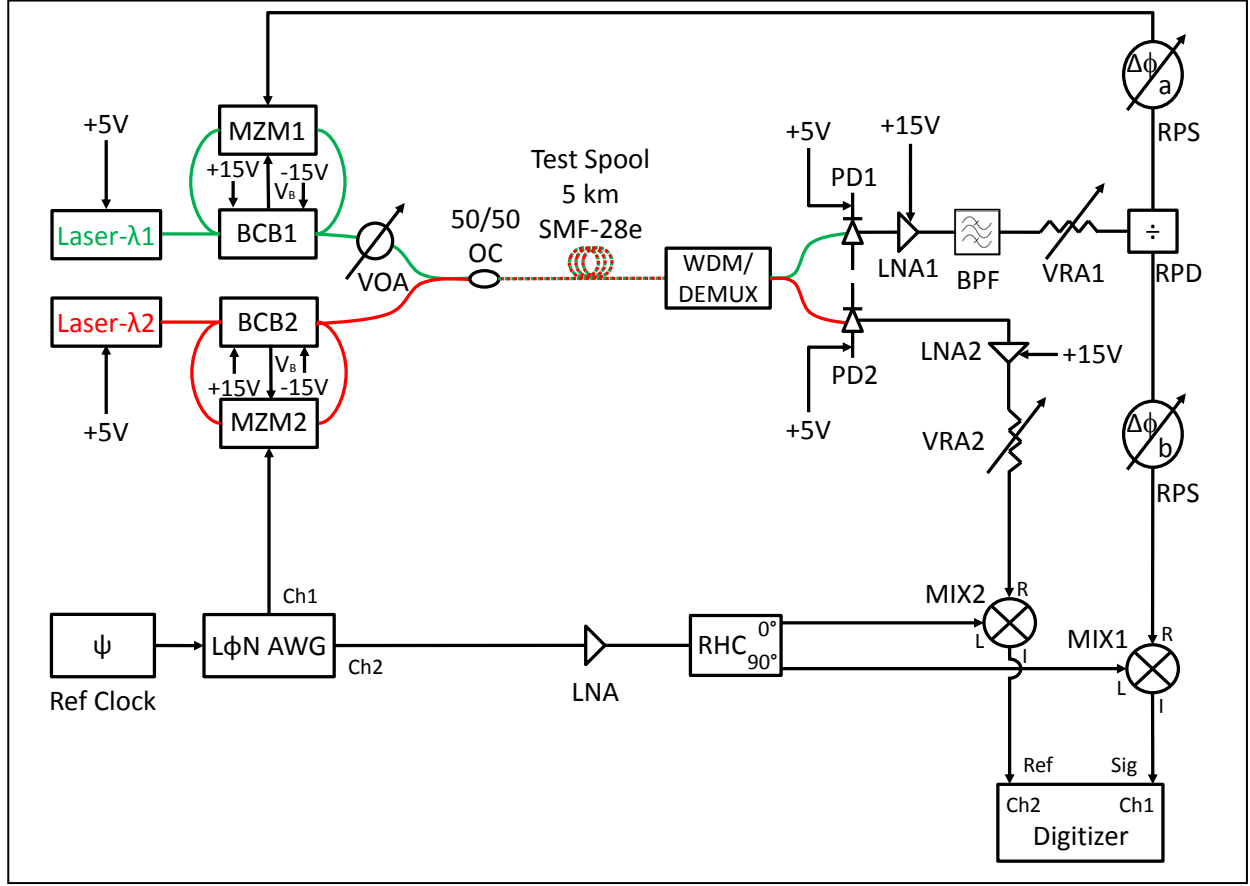 Δϕ
a
RPS
+5V
MZM1
+15V
-15V
V_B
Laser-λ1
BCB1
VOA
50/50
OC
Test Spool
5 km
SMF-28e
WDM/
DEMUX
+5V
PD1
+15V
LNA1
BPF
VRA1
÷
RPD
Laser-λ2
BCB2
V_B
+15V
-15V
MZM2
+5V
PD2
+5V
LNA2
+15V
VRA2
Δϕ
b
RPS
Ch1
ψ
Ref Clock
LϕN AWG
Ch2
LNA
RHC
0°
90°
MIX2
R
L
I
MIX1
R
L
I
Ref
Sig
Ch2
Ch1
Digitizer